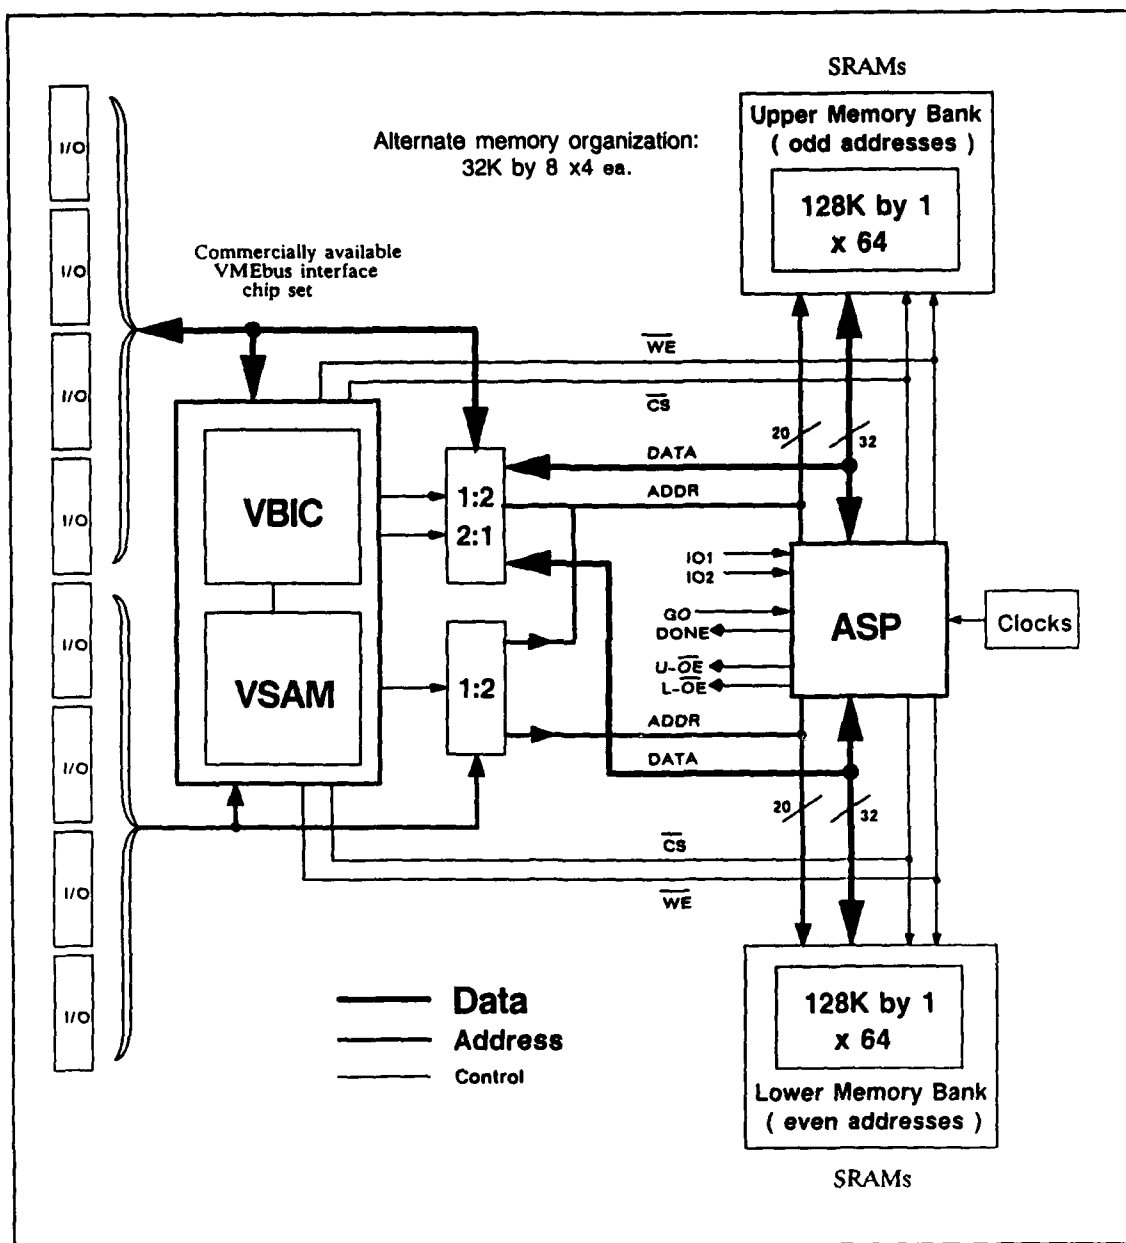 SRAMs
Upper Memory Bank
( odd addresses )
128K by 1
x 64
Alternate memory organization:
32K by 8 x4 ea.
Commercially available
VMEbus interface
chip set
I/O
I/O
I/O
I/O
I/O
I/O
I/O
I/O
WE
CS
20
32
DATA
ADDR
VBIC
1:2
2:1
IO1
IO2
GO
DONE
U-OE
L-OE
ASP
Clocks
VSAM
1:2
ADDR
DATA
20
32
CS
WE
Data
Address
Control
128K by 1
x 64
Lower Memory Bank
( even addresses )
SRAMs